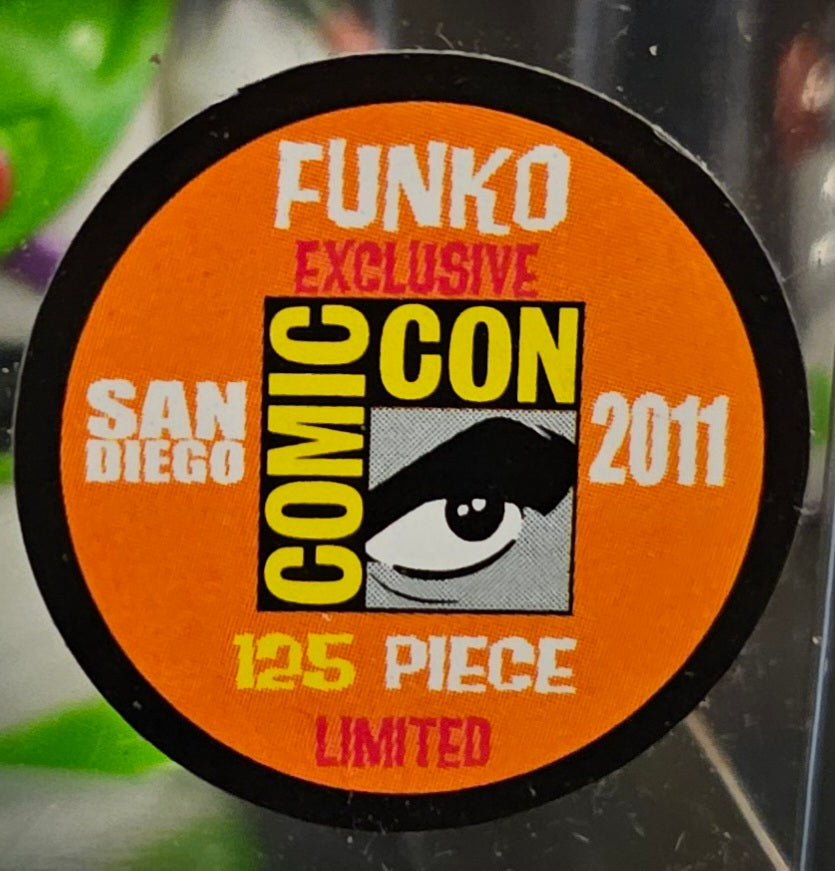 FUNKO
EXCLUSIVE
COMIC CON
SAN DIEGO
2011
125 PIECE
LIMITED